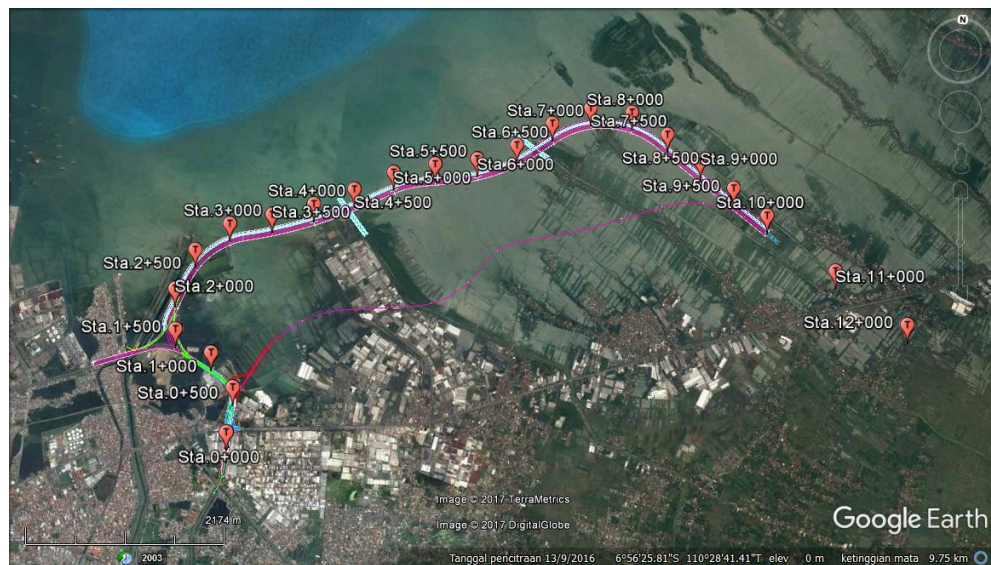 N
Sta.8+000
Sta.7+000
Sta.7+500
Sta.6+500
Sta.5+500
Sta.6+000
Sta.8+500
Sta.9+000
Sta.5+000
Sta.9+500
Sta.4+000
Sta.4+500
Sta.10+000
Sta.3+000
Sta.3+500
Sta.2+500
Sta.11+000
Sta.2+000
Sta.12+000
Sta.1+500
Sta.1+000
Sta.0+500
Sta.0+000
Image © 2017 TerraMetrics
Image © 2017 DigitalGlobe
Google Earth
2174 m
2003
Tanggal pencitraan 13/9/2016 6°56'25.81"S 110°28'41.41"T elev 0 m ketinggian mata 9.75 km